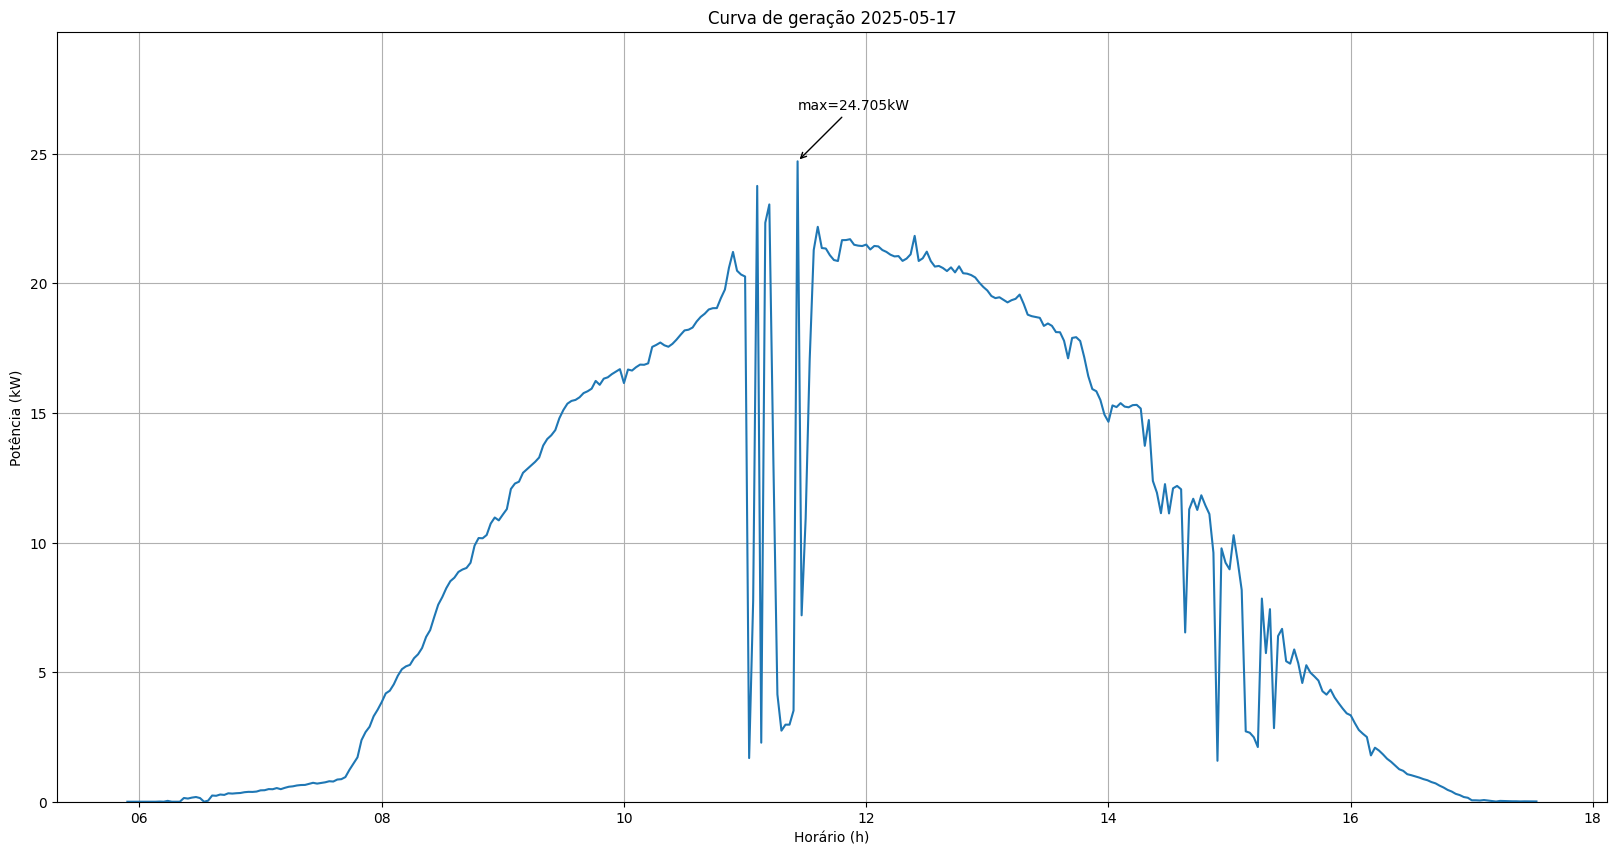 Curva de geração 2025-05-17
max=24.705kW
25
20
15
10
5
0
Potência (kW)
06 08 10 12 14 16 18
Horário (h)